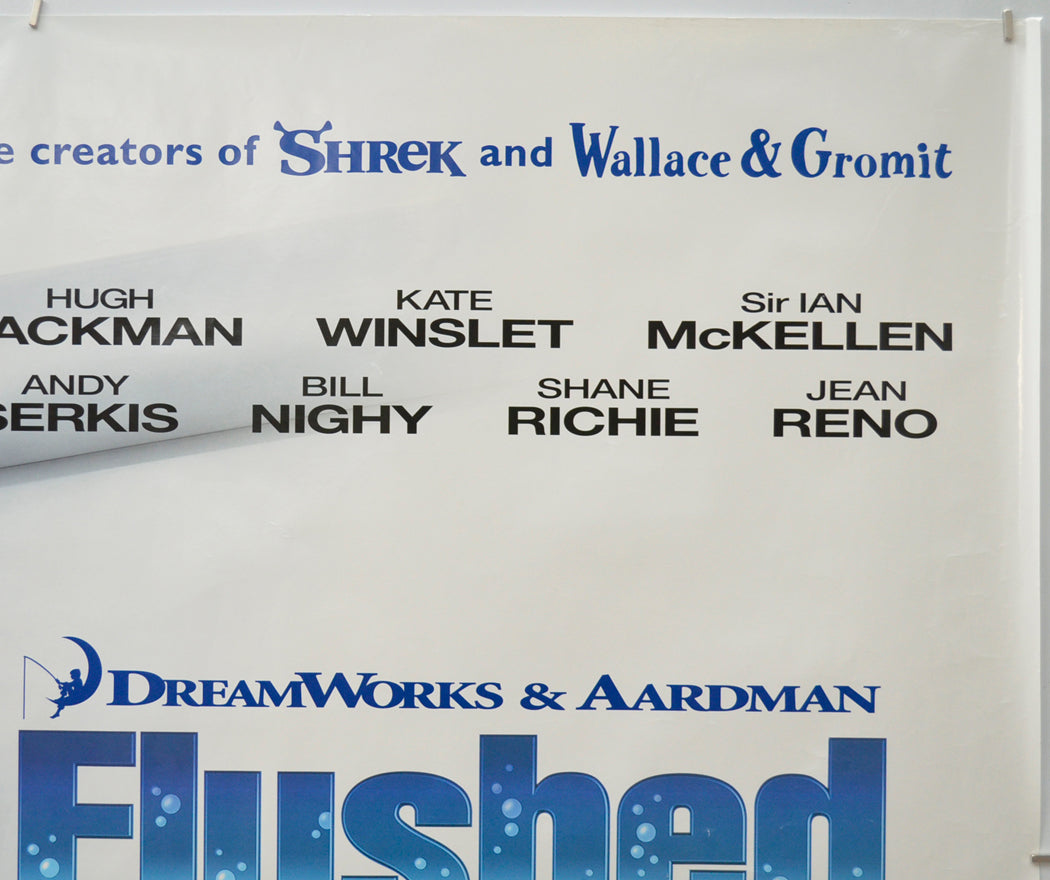 e creators of SHREK and Wallace & Gromit
HUGH KATE Sir IAN
ACKMAN WINSLET McKELLEN
ANDY BILL SHANE JEAN
SERKIS NIGHY RICHIE RENO
DREAMWORKS & AARDMAN
Flushed